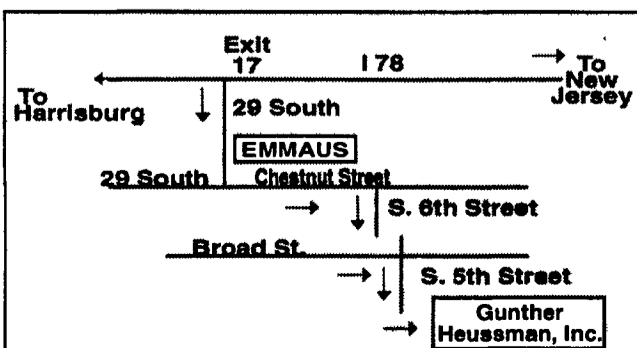 Exit
17
I 78
To
New
Jersey
To
Harrisburg
29 South
EMMAUS
29 South
Chestnut Street
S. 6th Street
Broad St.
S. 5th Street
Gunther
Heussman, Inc.